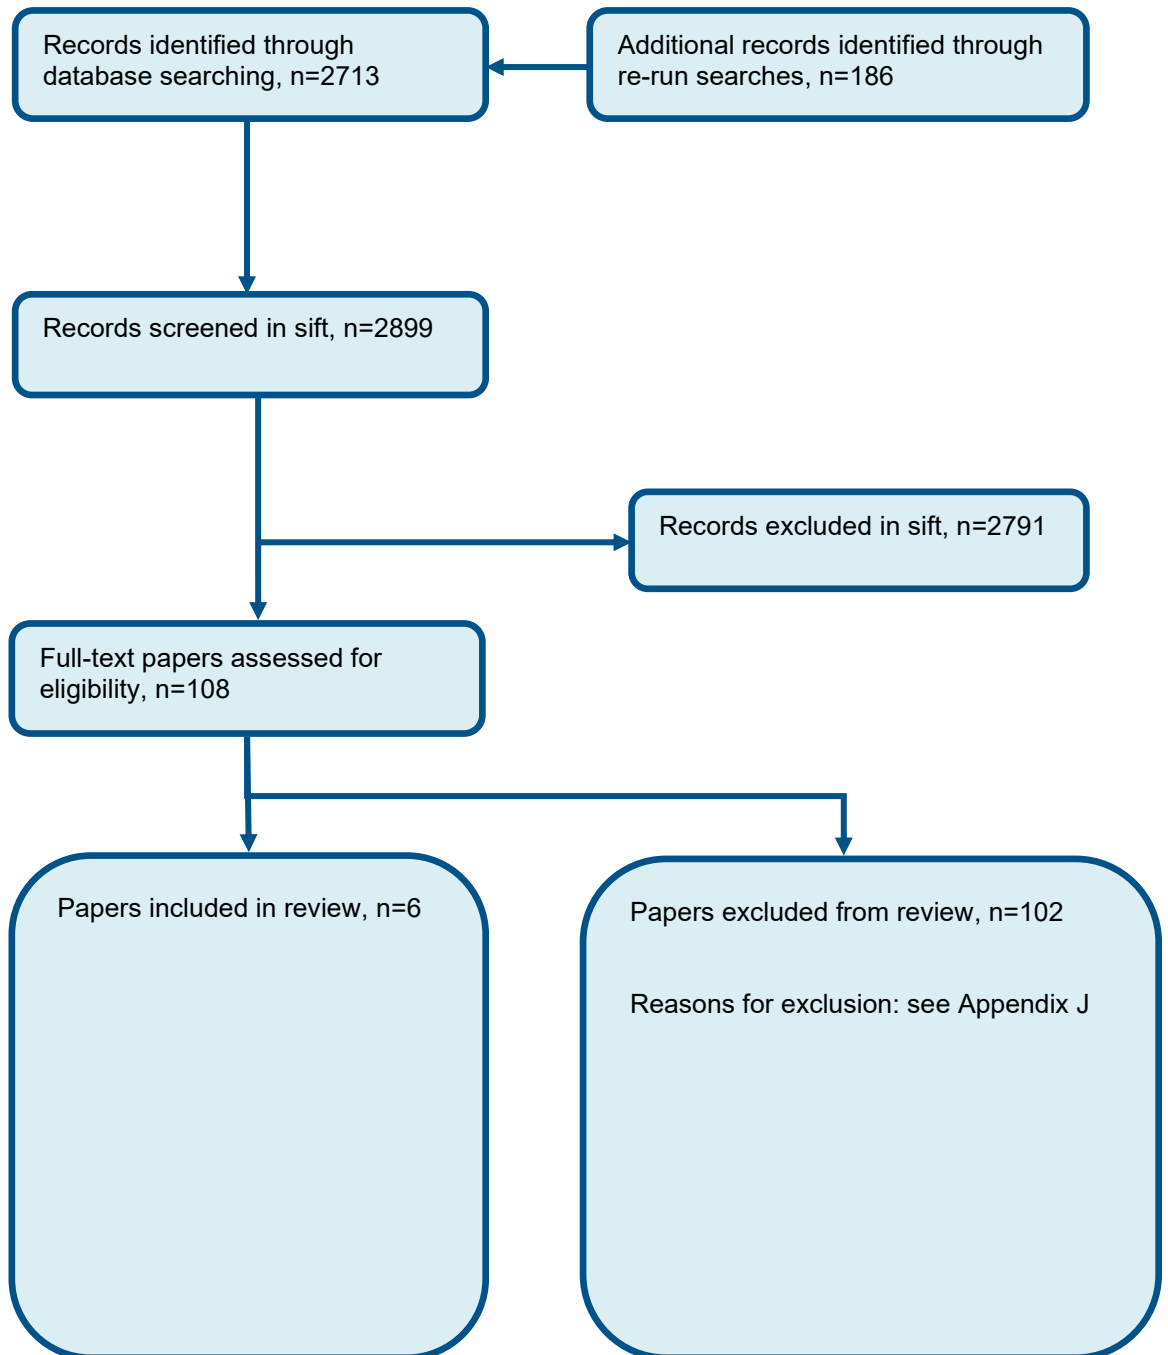 Records identified through
database searching, n=2713
Additional records identified through
re-run searches, n=186
Records screened in sift, n=2899
Records excluded in sift, n=2791
Full-text papers assessed for
eligibility, n=108
Papers included in review, n=6
Papers excluded from review, n=102
Reasons for exclusion: see Appendix J